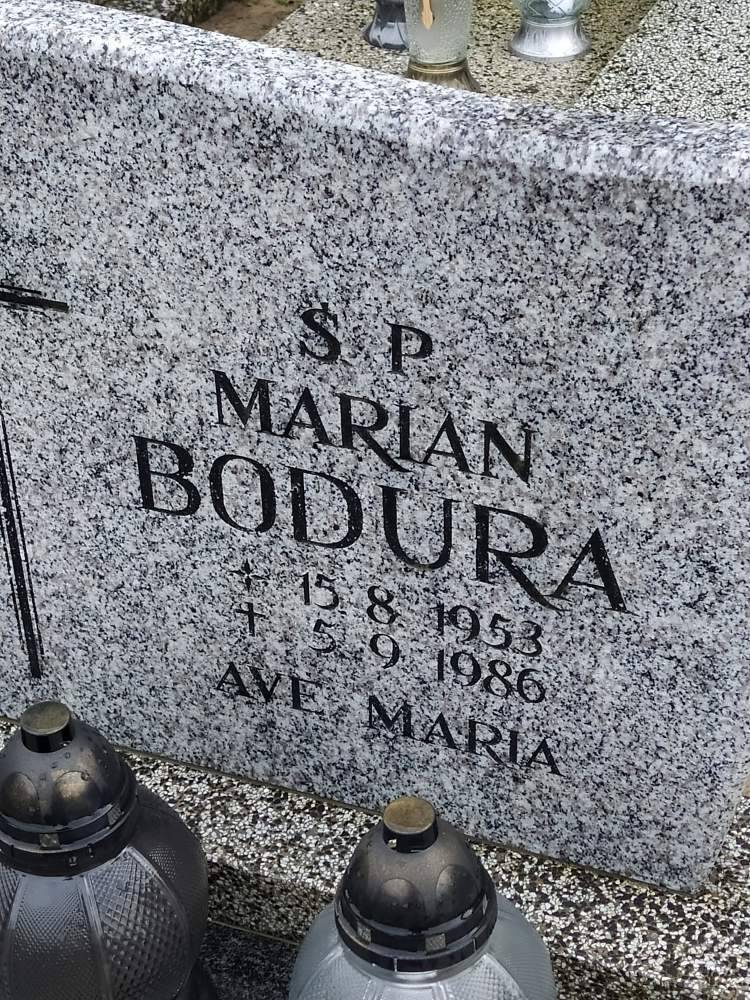 Ś P
MARIAN
BODURA
15 8 1953
† 5 9 1986
AVE MARIA